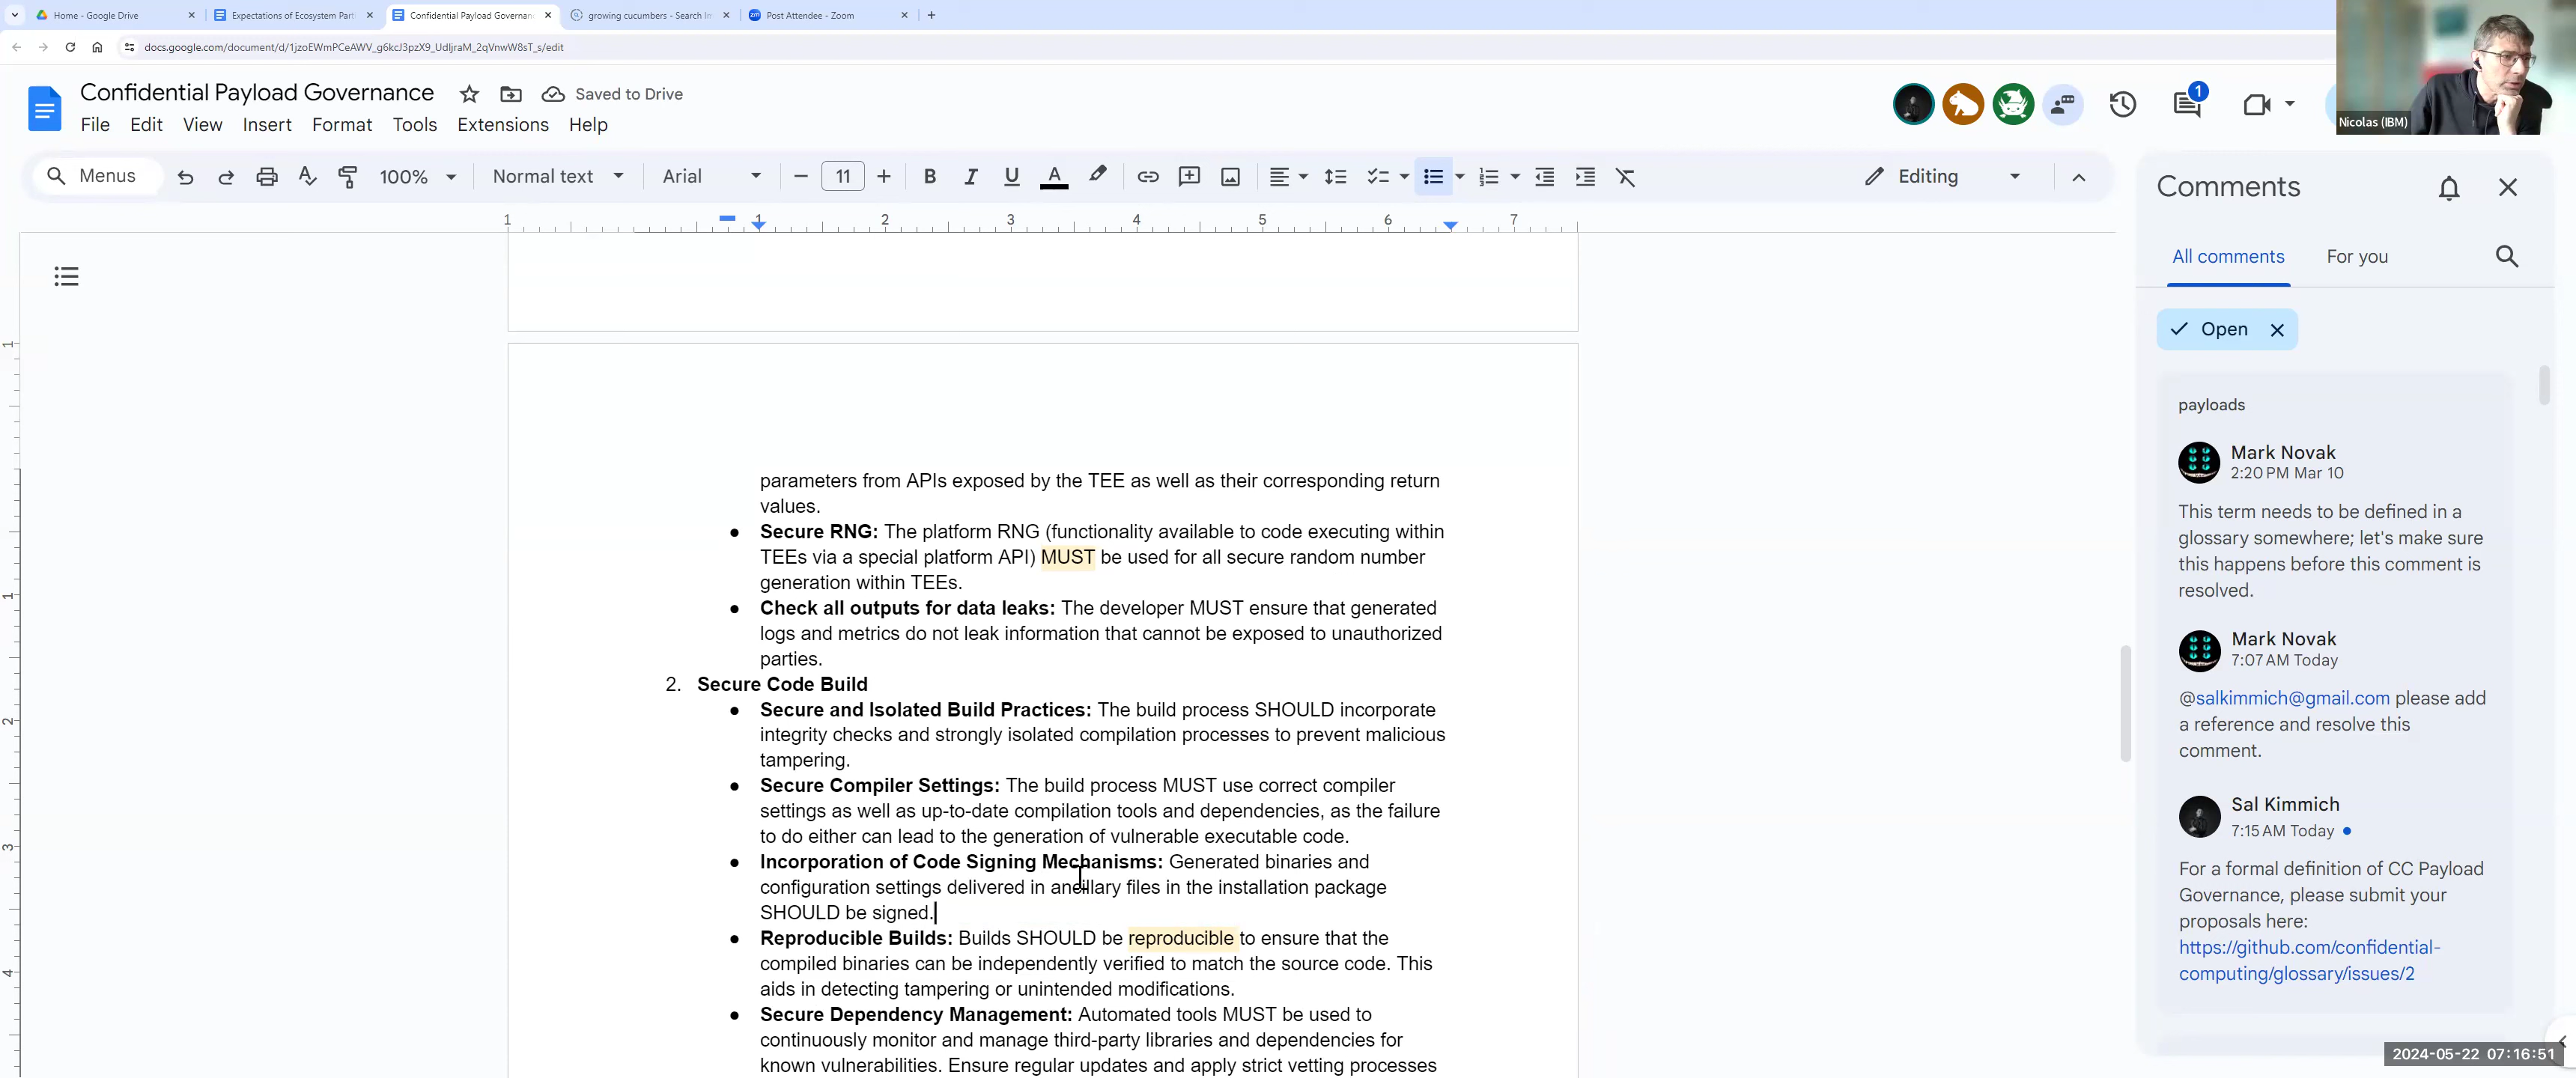 Home - Google Drive
Expectations of Ecosystem Part
Confidential Payload Governan
growing cucumbers - Search Im
Post Attendee - Zoom
docs.google.com/document/d/1jzoEWmPCeAWV_g6kcJ3pzX9_UdIjraM_2qVnwW8sT_s/edit
Confidential Payload Governance
Saved to Drive
1
Nicolas (IBM)
File Edit View Insert Format Tools Extensions Help
Menus
100%
Normal text
Arial
11
Editing
1 1 2 3 4 5 6 7
1
1
2
3
4
parameters from APIs exposed by the TEE as well as their corresponding return
values.
● Secure RNG: The platform RNG (functionality available to code executing within
TEEs via a special platform API) MUST be used for all secure random number
generation within TEEs.
● Check all outputs for data leaks: The developer MUST ensure that generated
logs and metrics do not leak information that cannot be exposed to unauthorized
parties.
2. Secure Code Build
● Secure and Isolated Build Practices: The build process SHOULD incorporate
integrity checks and strongly isolated compilation processes to prevent malicious
tampering.
● Secure Compiler Settings: The build process MUST use correct compiler
settings as well as up-to-date compilation tools and dependencies, as the failure
to do either can lead to the generation of vulnerable executable code.
● Incorporation of Code Signing Mechanisms: Generated binaries and
configuration settings delivered in ancillary files in the installation package
SHOULD be signed.
● Reproducible Builds: Builds SHOULD be reproducible to ensure that the
compiled binaries can be independently verified to match the source code. This
aids in detecting tampering or unintended modifications.
● Secure Dependency Management: Automated tools MUST be used to
continuously monitor and manage third-party libraries and dependencies for
known vulnerabilities. Ensure regular updates and apply strict vetting processes
Comments
All comments
For you
Open
payloads
Mark Novak
2:20 PM Mar 10
This term needs to be defined in a
glossary somewhere; let's make sure
this happens before this comment is
resolved.
Mark Novak
7:07 AM Today
@salkimmich@gmail.com please add
a reference and resolve this
comment.
Sal Kimmich
7:15 AM Today
For a formal definition of CC Payload
Governance, please submit your
proposals here:
https://github.com/confidential-
computing/glossary/issues/2
2024-05-22 07:16:51